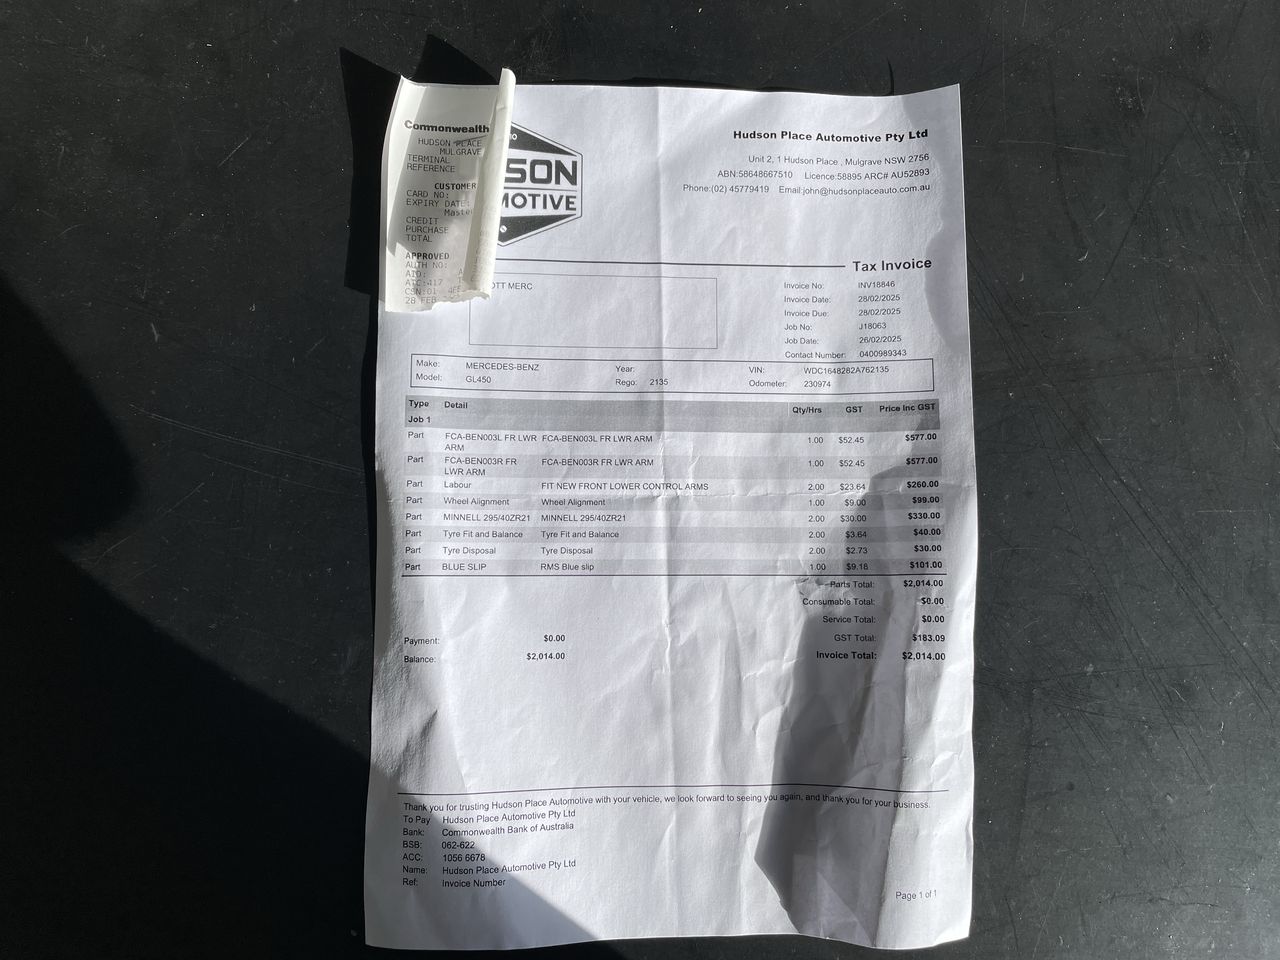 Commonwealth
HUDSON PLACE
MULGRAVE
TERMINAL
REFERENCE
CUSTOMER
CARD NO:
EXPIRY DATE:
CREDIT
PURCHASE
TOTAL
APPROVED
AUTH NO:
AID: A
ATC:417
28 FEB
SON
MOTIVE
Hudson Place Automotive Pty Ltd
Unit 2, 1 Hudson Place , Mulgrave NSW 2756
ABN:58648667510 Licence:58895 ARC# AU52893
Phone:(02) 45779419 Email:john@hudsonplaceauto.com.au
Tax Invoice
OTT MERC
Invoice No: INV18846
Invoice Date: 28/02/2025
Invoice Due: 28/02/2025
Job No: J18063
Job Date: 26/02/2025
Contact Number: 0400989343
Make: MERCEDES-BENZ Year: VIN: WDC1648282A762135
Model: GL450 Rego: 2135 Odometer: 230974
Type Detail Qty/Hrs GST Price Inc GST
Job 1
Part FCA-BEN003L FR LWR ARM FCA-BEN003L FR LWR ARM 1.00 $52.45 $577.00
Part FCA-BEN003R FR LWR ARM FCA-BEN003R FR LWR ARM 1.00 $52.45 $577.00
Part Labour FIT NEW FRONT LOWER CONTROL ARMS 2.00 $23.64 $260.00
Part Wheel Alignment Wheel Alignment 1.00 $9.00 $99.00
Part MINNELL 295/40ZR21 MINNELL 295/40ZR21 2.00 $30.00 $330.00
Part Tyre Fit and Balance Tyre Fit and Balance 2.00 $3.64 $40.00
Part Tyre Disposal Tyre Disposal 2.00 $2.73 $30.00
Part BLUE SLIP RMS Blue slip 1.00 $9.18 $101.00
Parts Total: $2,014.00
Consumable Total: $0.00
Service Total: $0.00
Payment: $0.00 GST Total: $183.09
Balance: $2,014.00 Invoice Total: $2,014.00
Thank you for trusting Hudson Place Automotive with your vehicle, we look forward to seeing you again, and thank you for your business.
To Pay Hudson Place Automotive Pty Ltd
Bank: Commonwealth Bank of Australia
BSB: 062-622
ACC: 1056 6678
Name: Hudson Place Automotive Pty Ltd
Ref: Invoice Number
Page 1 of 1